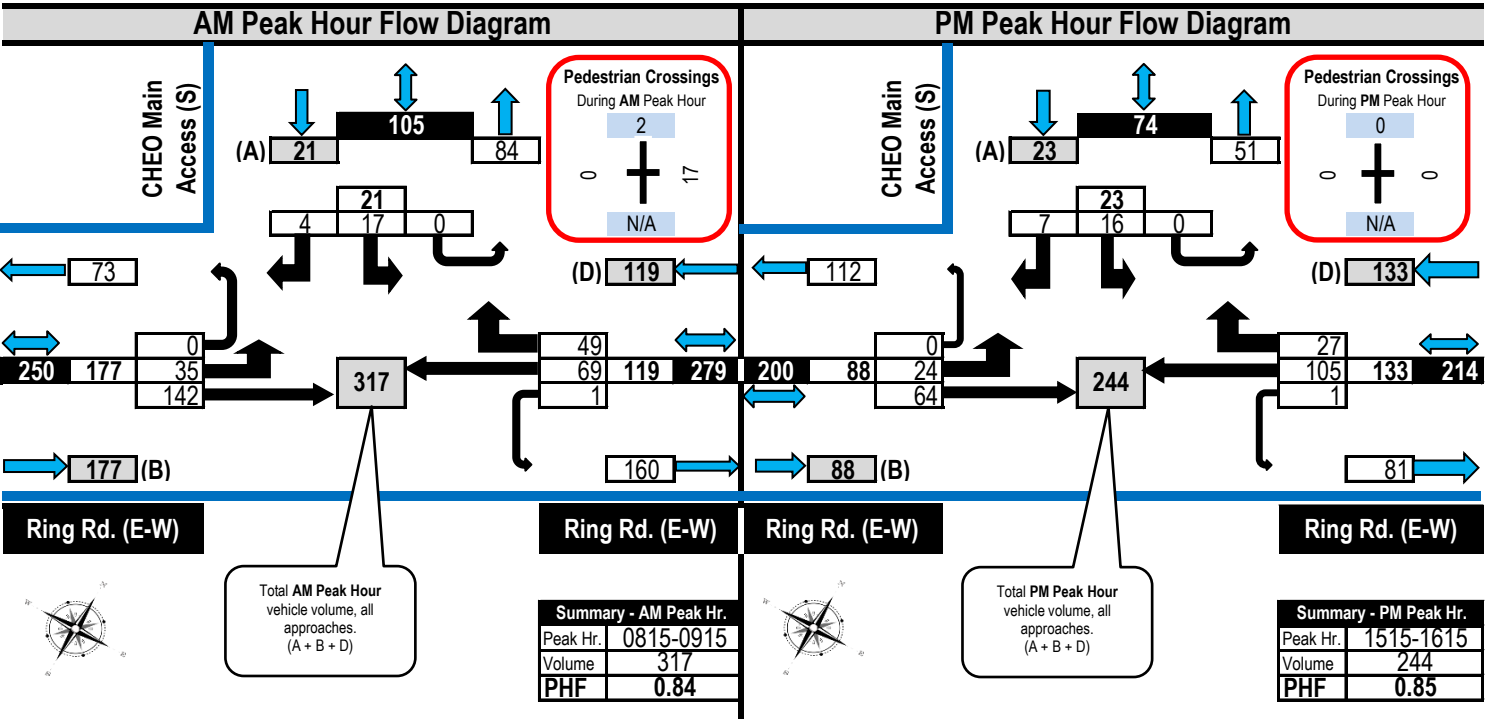 AM Peak Hour Flow Diagram
CHEO Main
Access (S)
105
(A) 21
84
21
4 17 0
Pedestrian Crossings
During AM Peak Hour
2
0
17
N/A
73
(D) 119
0
250 177 35
142
317
49
69 119 279
1
177 (B)
160
Ring Rd. (E-W)
Ring Rd. (E-W)
Total AM Peak Hour
vehicle volume, all
approaches.
(A + B + D)
Summary - AM Peak Hr.
Peak Hr. 0815-0915
Volume 317
PHF 0.84
PM Peak Hour Flow Diagram
CHEO Main
Access (S)
74
(A) 23
51
23
7 16 0
Pedestrian Crossings
During PM Peak Hour
0
0
0
N/A
112
(D) 133
0
200 88 24
64
244
27
105 133 214
1
88 (B)
81
Ring Rd. (E-W)
Ring Rd. (E-W)
Total PM Peak Hour
vehicle volume, all
approaches.
(A + B + D)
Summary - PM Peak Hr.
Peak Hr. 1515-1615
Volume 244
PHF 0.85